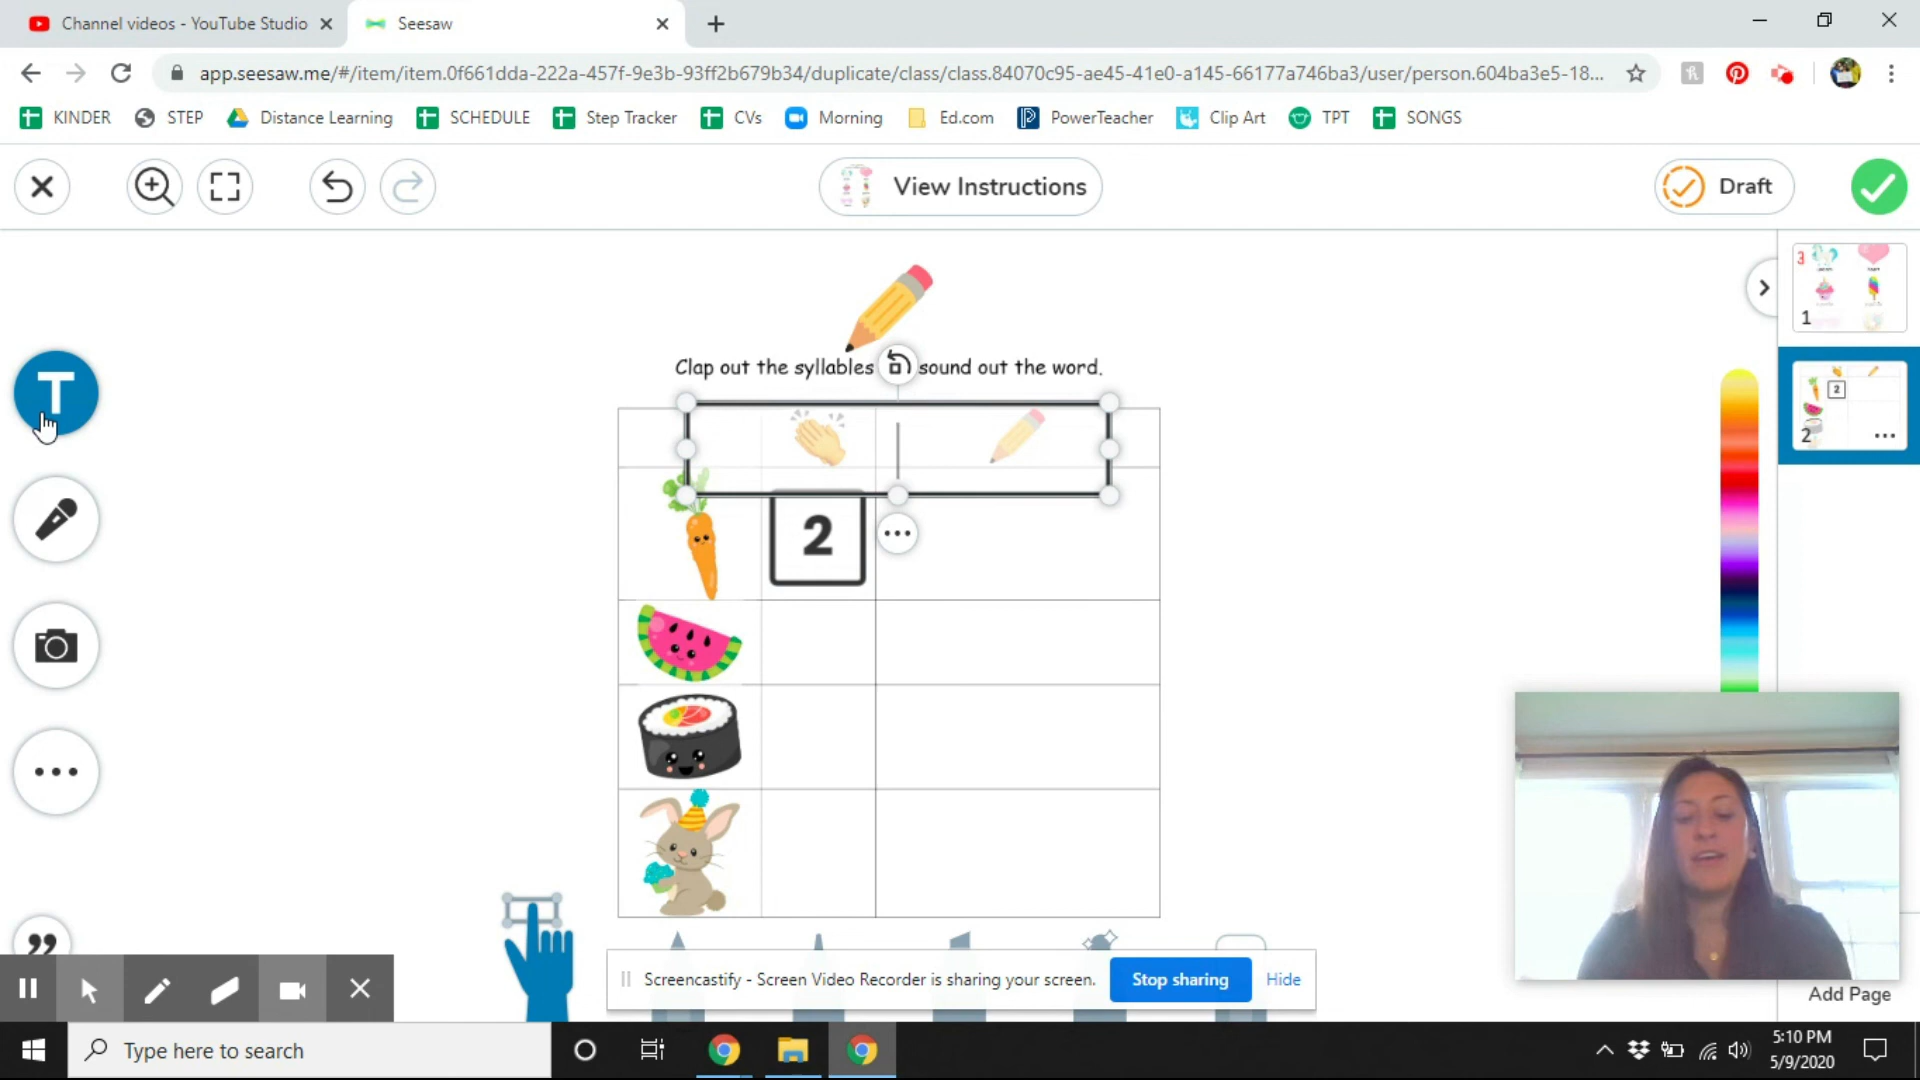 Channel videos - YouTube Studio
Seesaw
app.seesaw.me/#/item/item.0f661dda-222a-457f-9e3b-93ff2b679b34/duplicate/class/class.84070c95-ae45-41e0-a145-66177a746ba3/user/person.604ba3e5-18...
KINDER STEP Distance Learning SCHEDULE Step Tracker CVs Morning Ed.com PowerTeacher Clip Art TPT SONGS
View Instructions
Draft
3
1
T
Clap out the syllables sound out the word.
2
2
2
Screencastify - Screen Video Recorder is sharing your screen. Stop sharing Hide
Add Page
Type here to search
5:10 PM
5/9/2020